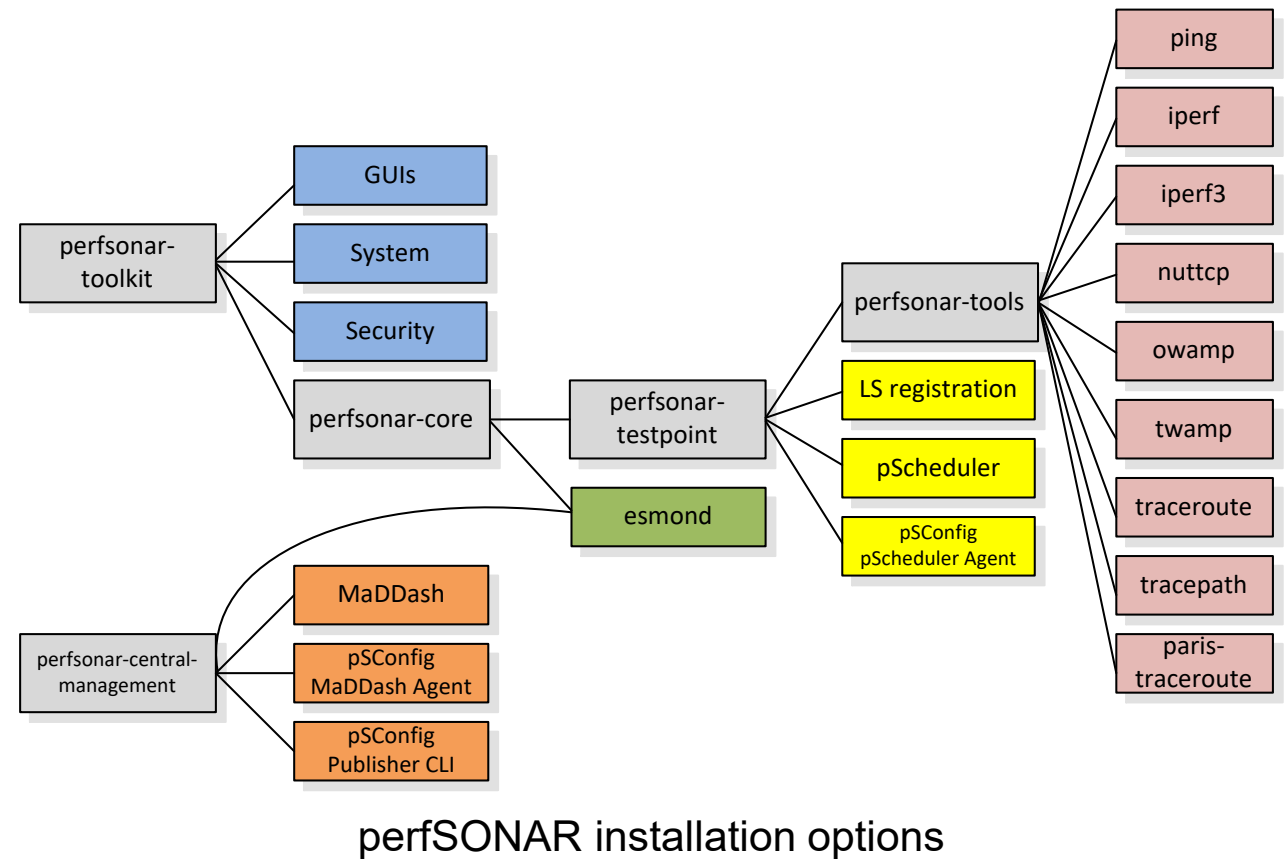 perfsonar-
toolkit
GUIs
System
Security
perfsonar-core
perfsonar-
testpoint
esmond
perfsonar-tools
LS registration
pScheduler
pSConfig
pScheduler Agent
ping
iperf
iperf3
nuttcp
owamp
twamp
traceroute
tracepath
paris-
traceroute
perfsonar-central-
management
MaDDash
pSConfig
MaDDash Agent
pSConfig
Publisher CLI
perfSONAR installation options